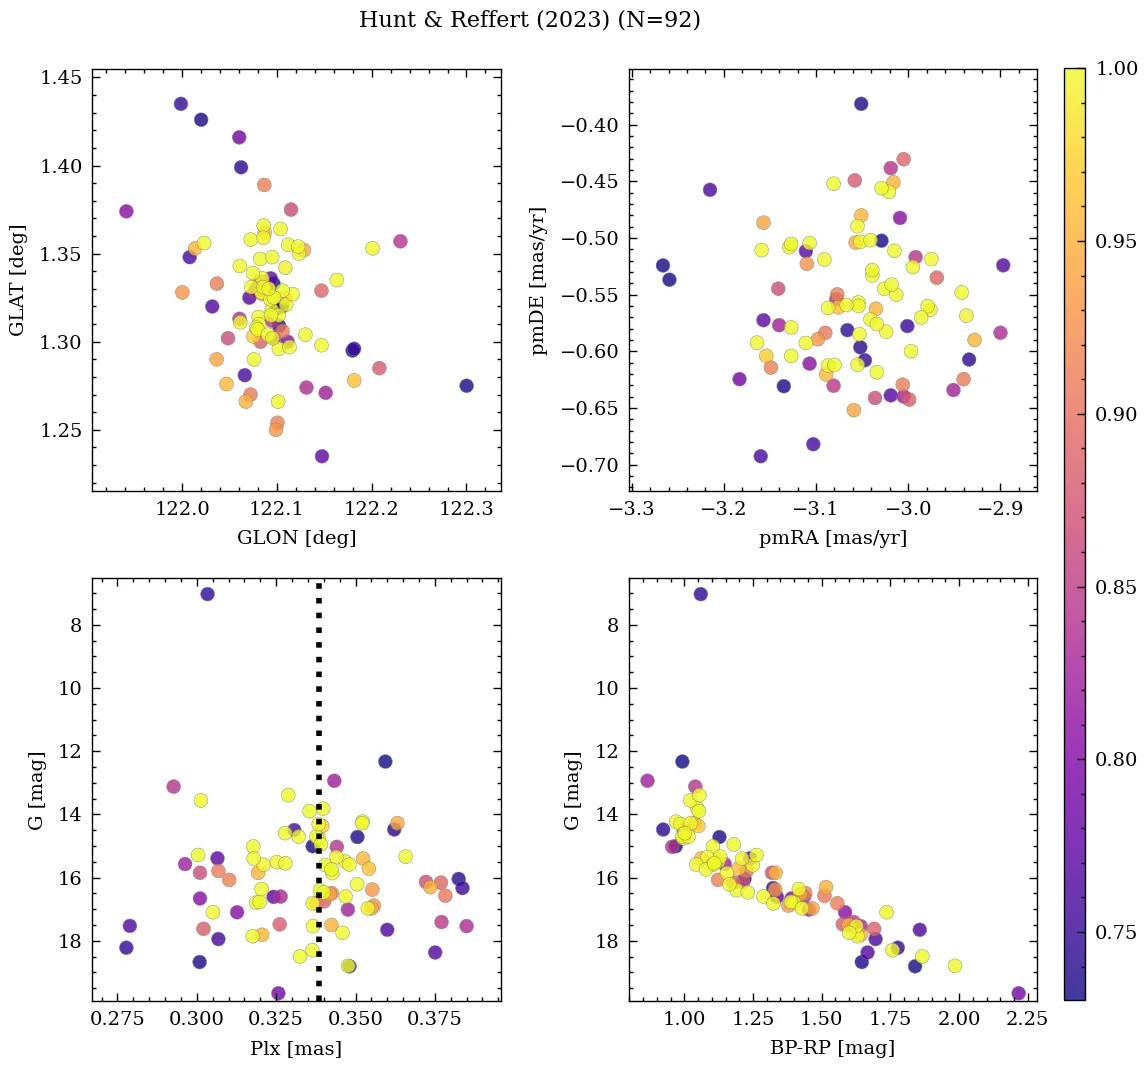 Hunt & Reffert (2023) (N=92)
1.45
1.40
1.35
1.30
1.25
GLAT [deg]
122.0 122.1 122.2 122.3
GLON [deg]
−0.40
−0.45
−0.50
−0.55
−0.60
−0.65
−0.70
pmDE [mas/yr]
−3.3 −3.2 −3.1 −3.0 −2.9
pmRA [mas/yr]
8
10
12
14
16
18
G [mag]
0.275 0.300 0.325 0.350 0.375
Plx [mas]
8
10
12
14
16
18
G [mag]
1.00 1.25 1.50 1.75 2.00 2.25
BP-RP [mag]
1.00
0.95
0.90
0.85
0.80
0.75